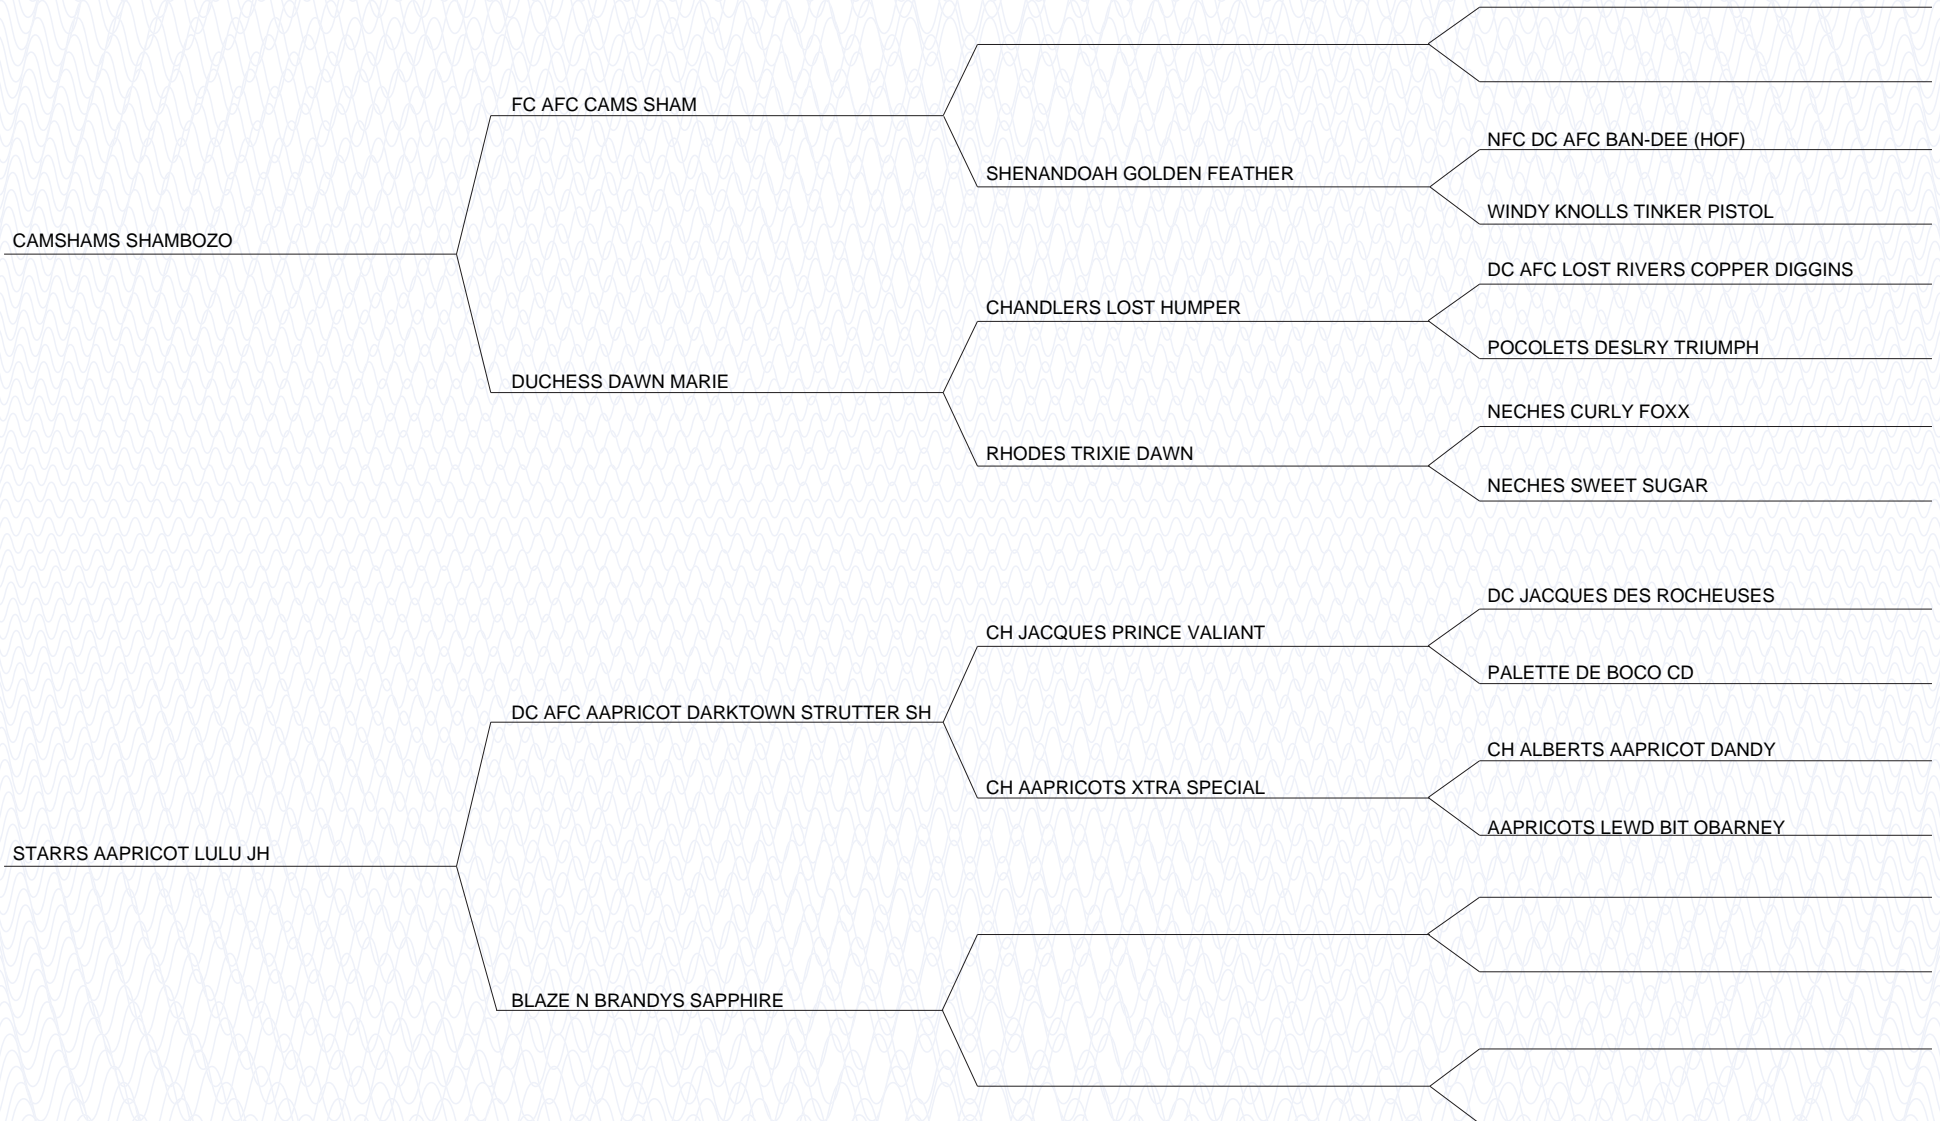 FC AFC CAMS SHAM
NFC DC AFC BAN-DEE (HOF)
SHENANDOAH GOLDEN FEATHER
WINDY KNOLLS TINKER PISTOL
CAMSHAMS SHAMBOZO
DC AFC LOST RIVERS COPPER DIGGINS
CHANDLERS LOST HUMPER
POCOLETS DESLRY TRIUMPH
DUCHESS DAWN MARIE
NECHES CURLY FOXX
RHODES TRIXIE DAWN
NECHES SWEET SUGAR
DC JACQUES DES ROCHEUSES
CH JACQUES PRINCE VALIANT
PALETTE DE BOCO CD
DC AFC AAPRICOT DARKTOWN STRUTTER SH
CH ALBERTS AAPRICOT DANDY
CH AAPRICOTS XTRA SPECIAL
AAPRICOTS LEWD BIT OBARNEY
STARRS AAPRICOT LULU JH
BLAZE N BRANDYS SAPPHIRE